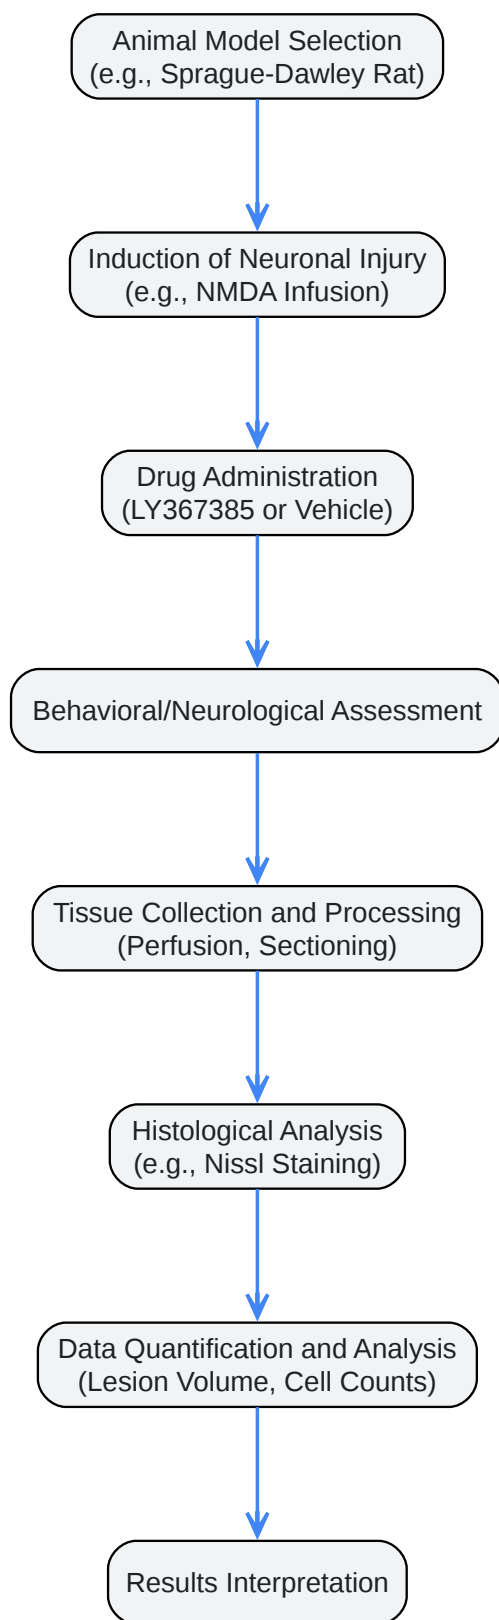 Animal Model Selection
(e.g., Sprague-Dawley Rat)
Induction of Neuronal Injury
(e.g., NMDA Infusion)
Drug Administration
(LY367385 or Vehicle)
Behavioral/Neurological Assessment
Tissue Collection and Processing
(Perfusion, Sectioning)
Histological Analysis
(e.g., Nissl Staining)
Data Quantification and Analysis
(Lesion Volume, Cell Counts)
Results Interpretation